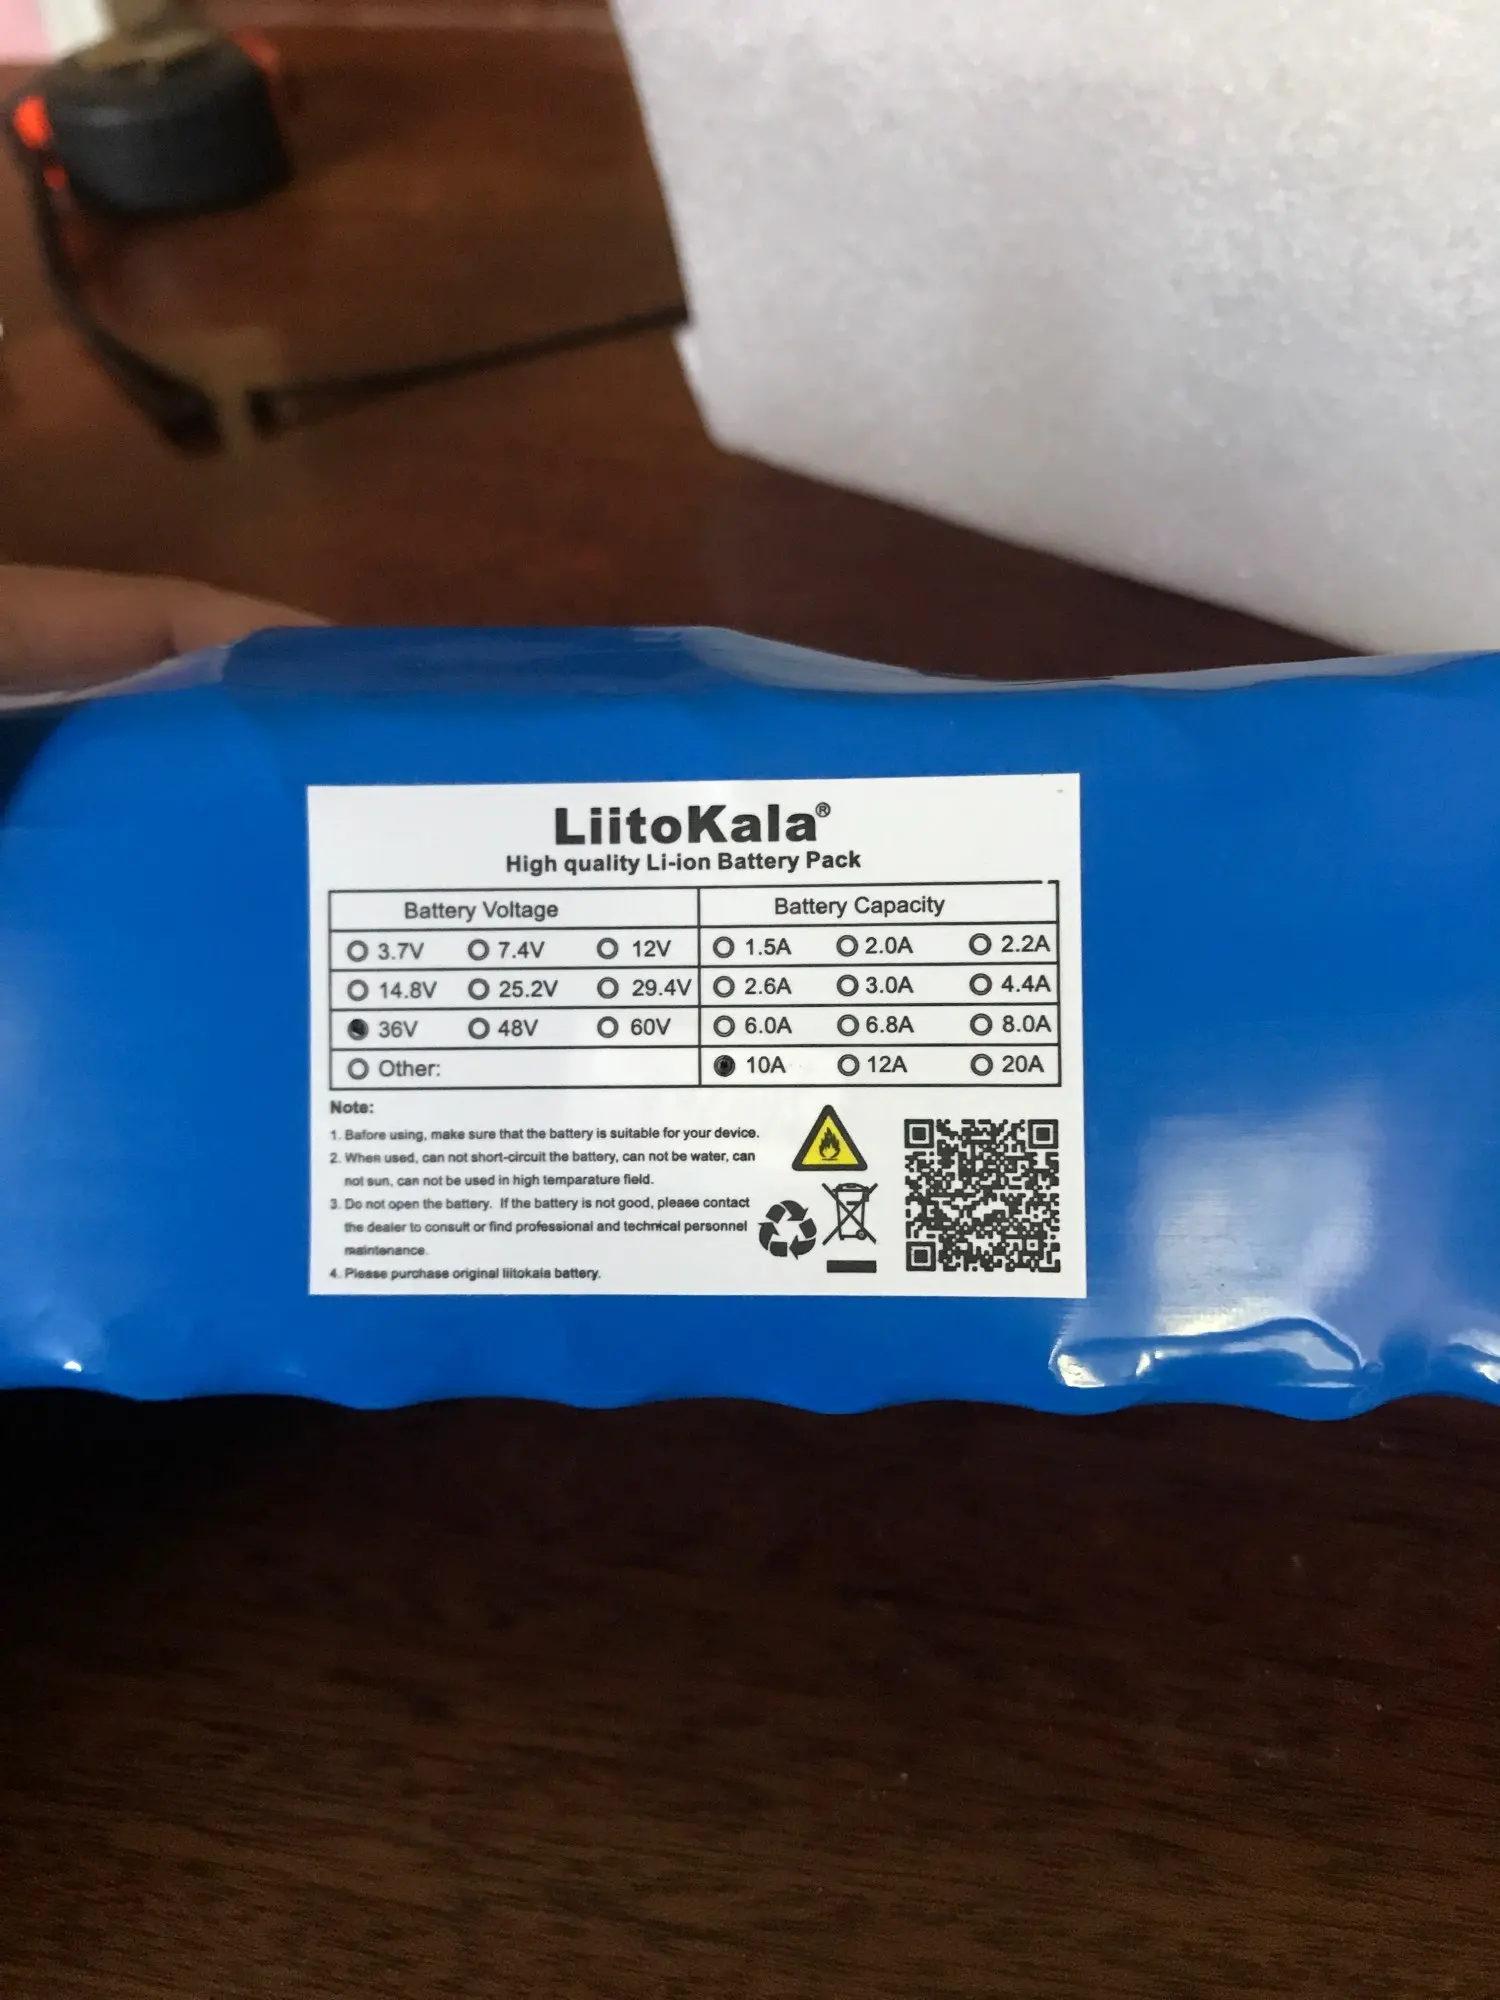 LiitoKala®
High quality Li-ion Battery Pack
Battery Voltage Battery Capacity
3.7V 7.4V 12V 1.5A 2.0A 2.2A
14.8V 25.2V 29.4V 2.6A 3.0A 4.4A
36V 48V 60V 6.0A 6.8A 8.0A
Other: 10A 12A 20A
Note:
1. Bafore using, make sure that the battery is suitable for your device.
2. When used, can not short-circuit the battery, can not be water, can
not sun, can not be used in high temparature field.
3. Do not open the battery. If the battery is not good, please contact
the dealer to consult or find professional and technical personnel
maintenance.
4. Please purchase original liitokala battery.